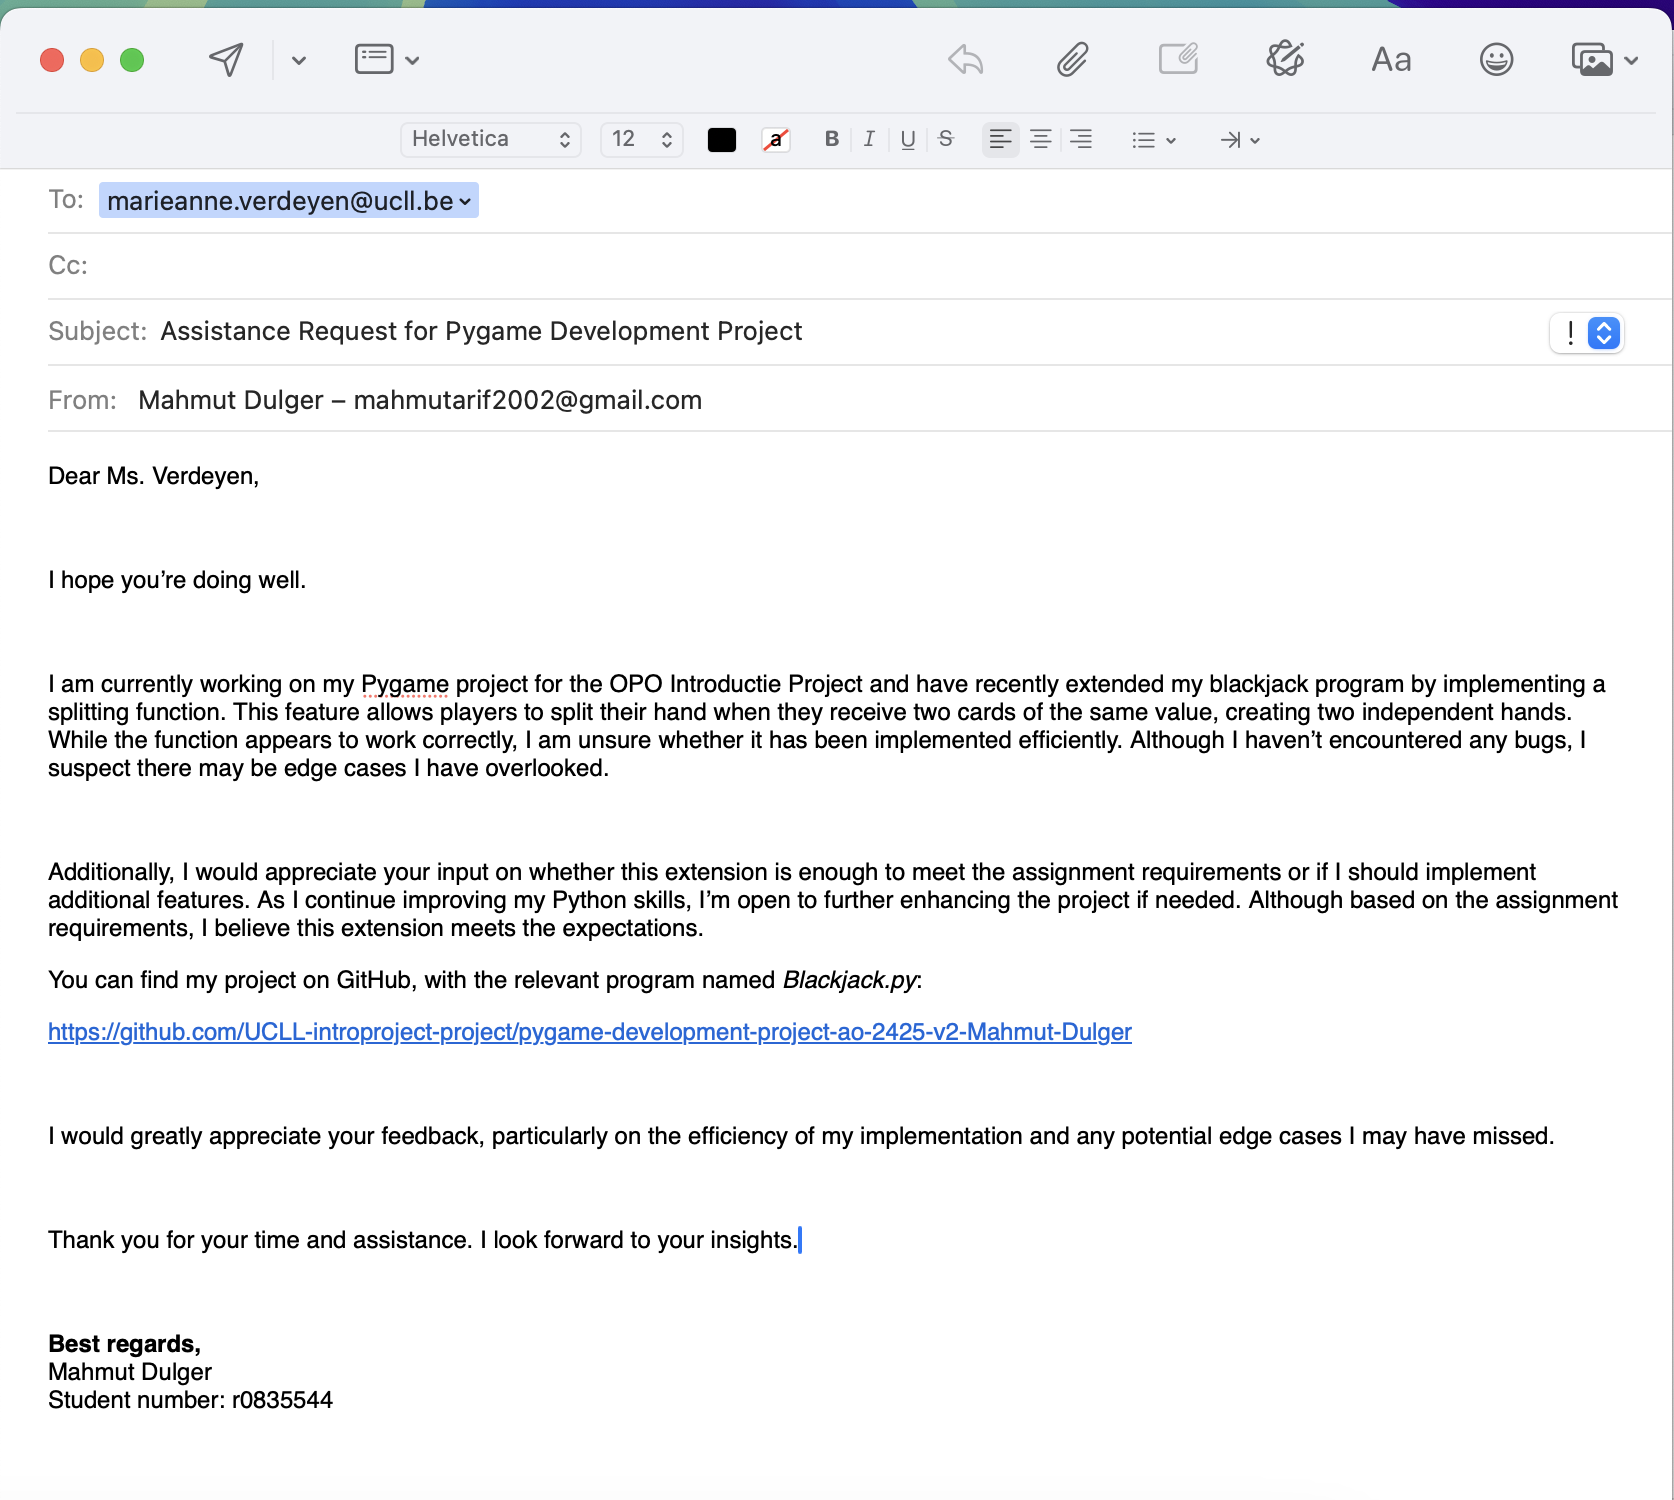 Helvetica 12 a B I U S
Aa
To: marieanne.verdeyen@ucll.be
Cc:
Subject: Assistance Request for Pygame Development Project !
From: Mahmut Dulger – mahmutarif2002@gmail.com
Dear Ms. Verdeyen,
I hope you’re doing well.
I am currently working on my Pygame project for the OPO Introductie Project and have recently extended my blackjack program by implementing a
splitting function. This feature allows players to split their hand when they receive two cards of the same value, creating two independent hands.
While the function appears to work correctly, I am unsure whether it has been implemented efficiently. Although I haven’t encountered any bugs, I
suspect there may be edge cases I have overlooked.
Additionally, I would appreciate your input on whether this extension is enough to meet the assignment requirements or if I should implement
additional features. As I continue improving my Python skills, I’m open to further enhancing the project if needed. Although based on the assignment
requirements, I believe this extension meets the expectations.
You can find my project on GitHub, with the relevant program named Blackjack.py:
https://github.com/UCLL-introproject-project/pygame-development-project-ao-2425-v2-Mahmut-Dulger
I would greatly appreciate your feedback, particularly on the efficiency of my implementation and any potential edge cases I may have missed.
Thank you for your time and assistance. I look forward to your insights.
Best regards,
Mahmut Dulger
Student number: r0835544